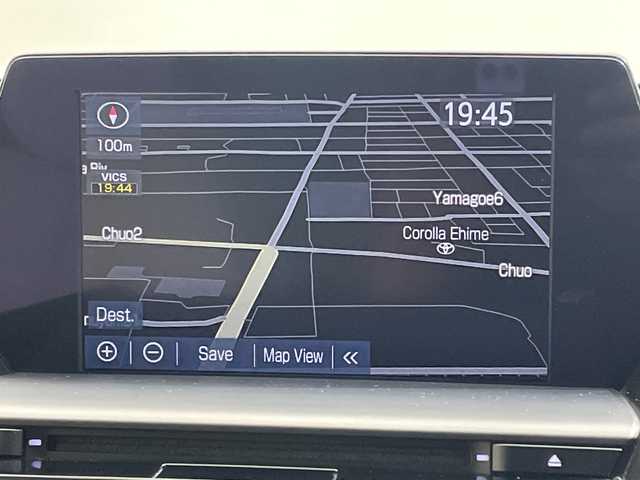 19:45
100m
VICS
19:44
Yamagoe6
Chuo2
Corolla Ehime
Chuo
Dest.
Save
Map View